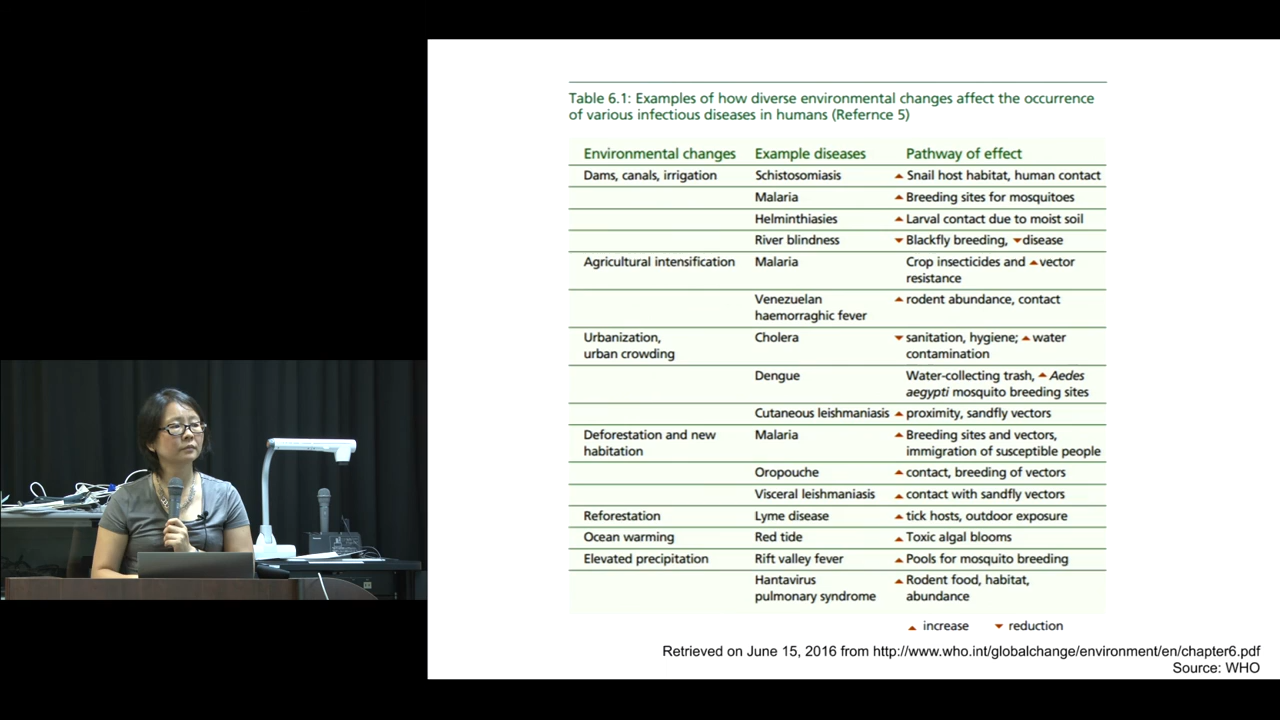 Table 6.1: Examples of how diverse environmental changes affect the occurrence
of various infectious diseases in humans (Refernce 5)
Environmental changes Example diseases Pathway of effect
Dams, canals, irrigation Schistosomiasis ▲ Snail host habitat, human contact
Malaria ▲ Breeding sites for mosquitoes
Helminthiasies ▲ Larval contact due to moist soil
River blindness ▼ Blackfly breeding, ▼ disease
Agricultural intensification Malaria Crop insecticides and ▲ vector
resistance
Venezuelan ▲ rodent abundance, contact
haemorraghic fever
Urbanization, Cholera ▼ sanitation, hygiene; ▲ water
urban crowding contamination
Dengue Water-collecting trash, ▲ Aedes
aegypti mosquito breeding sites
Cutaneous leishmaniasis ▲ proximity, sandfly vectors
Deforestation and new Malaria ▲ Breeding sites and vectors,
habitation immigration of susceptible people
Oropouche ▲ contact, breeding of vectors
Visceral leishmaniasis ▲ contact with sandfly vectors
Reforestation Lyme disease ▲ tick hosts, outdoor exposure
Ocean warming Red tide ▲ Toxic algal blooms
Elevated precipitation Rift valley fever ▲ Pools for mosquito breeding
Hantavirus ▲ Rodent food, habitat,
pulmonary syndrome abundance
▲ increase ▼ reduction
Retrieved on June 15, 2016 from http://www.who.int/globalchange/environment/en/chapter6.pdf
Source: WHO